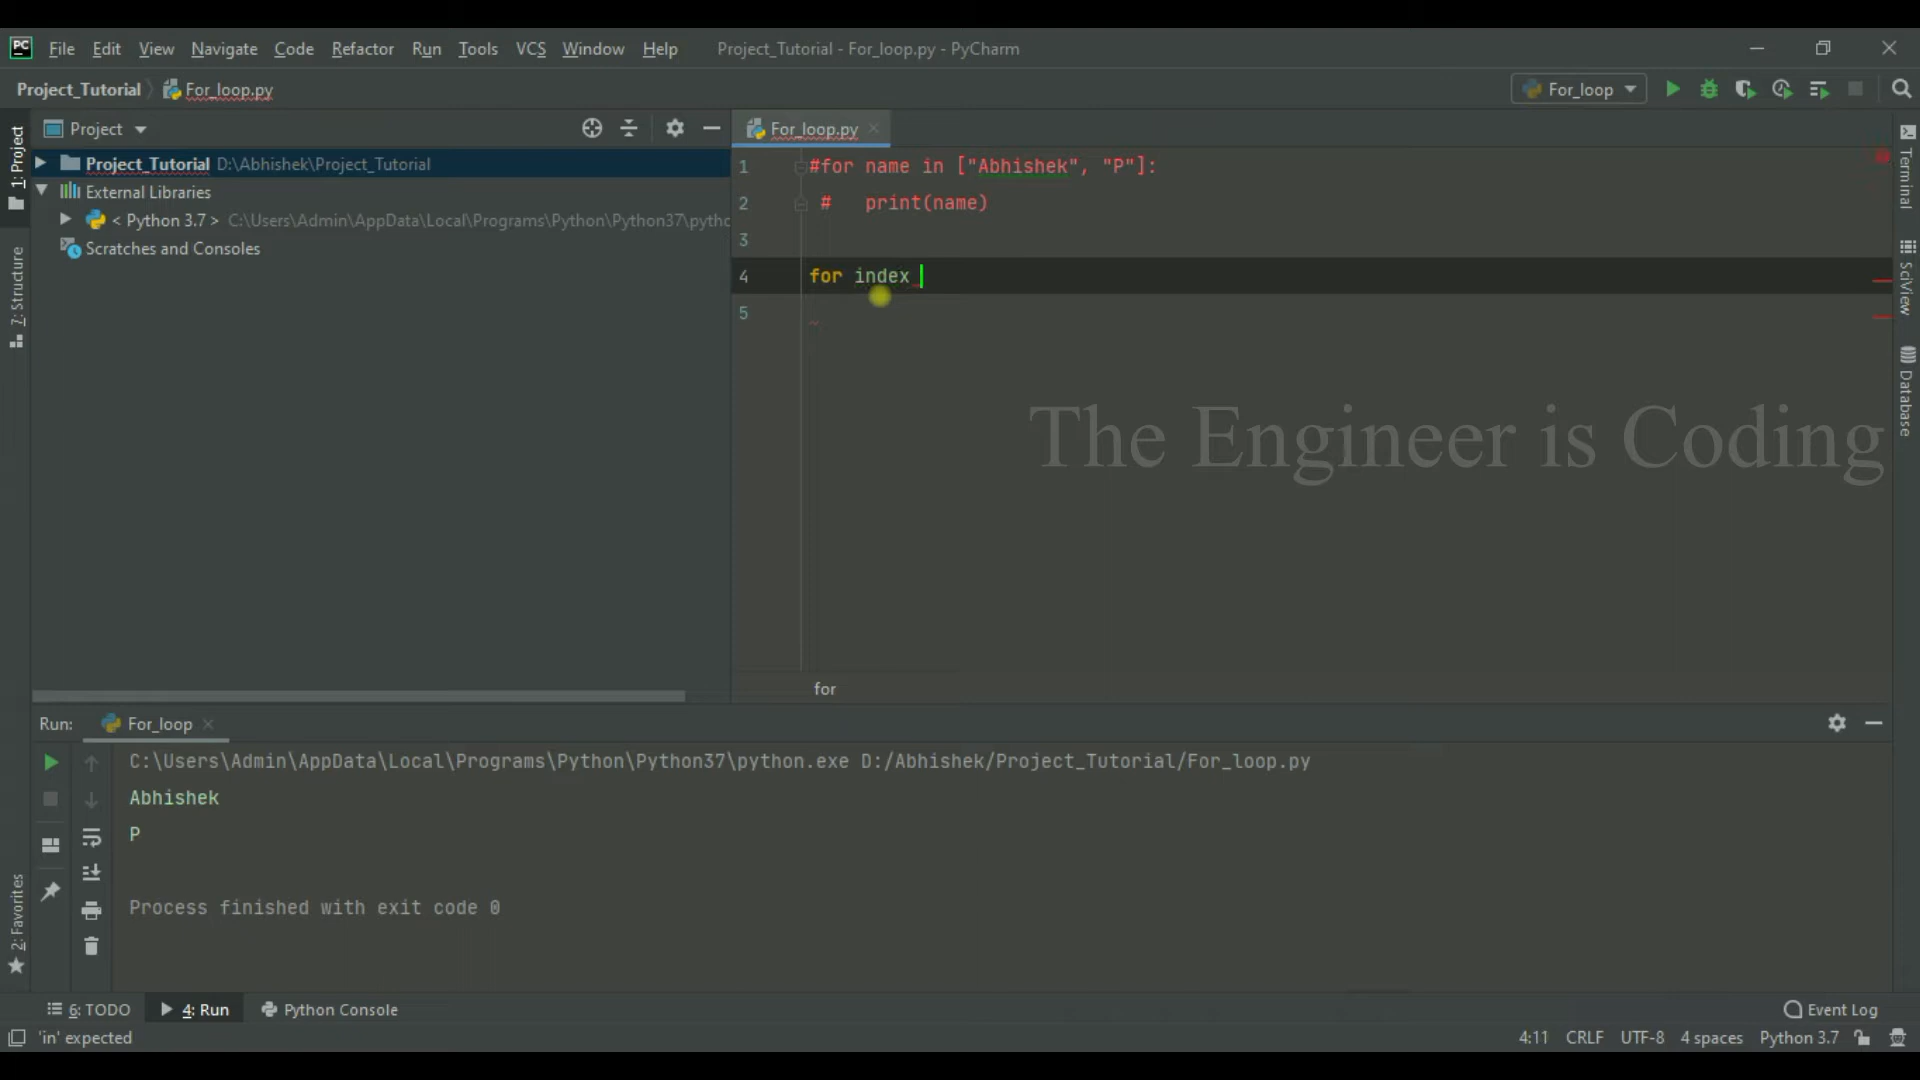 PC File Edit View Navigate Code Refactor Run Tools VCS Window Help Project_Tutorial - For_loop.py - PyCharm
Project_Tutorial For_loop.py For_loop
1: Project
Project
For_loop.py
Project_Tutorial D:\Abhishek\Project_Tutorial
External Libraries
< Python 3.7 > C:\Users\Admin\AppData\Local\Programs\Python\Python37\pytho
Scratches and Consoles
7: Structure
1 #for name in ["Abhishek", "P"]:
2 # print(name)
3
4 for index
5
for
The Engineer is Coding
Terminal
SciView
Database
Run: For_loop
C:\Users\Admin\AppData\Local\Programs\Python\Python37\python.exe D:/Abhishek/Project_Tutorial/For_loop.py
Abhishek
P
Process finished with exit code 0
2: Favorites
6: TODO 4: Run Python Console Event Log
'in' expected 4:11 CRLF UTF-8 4 spaces Python 3.7